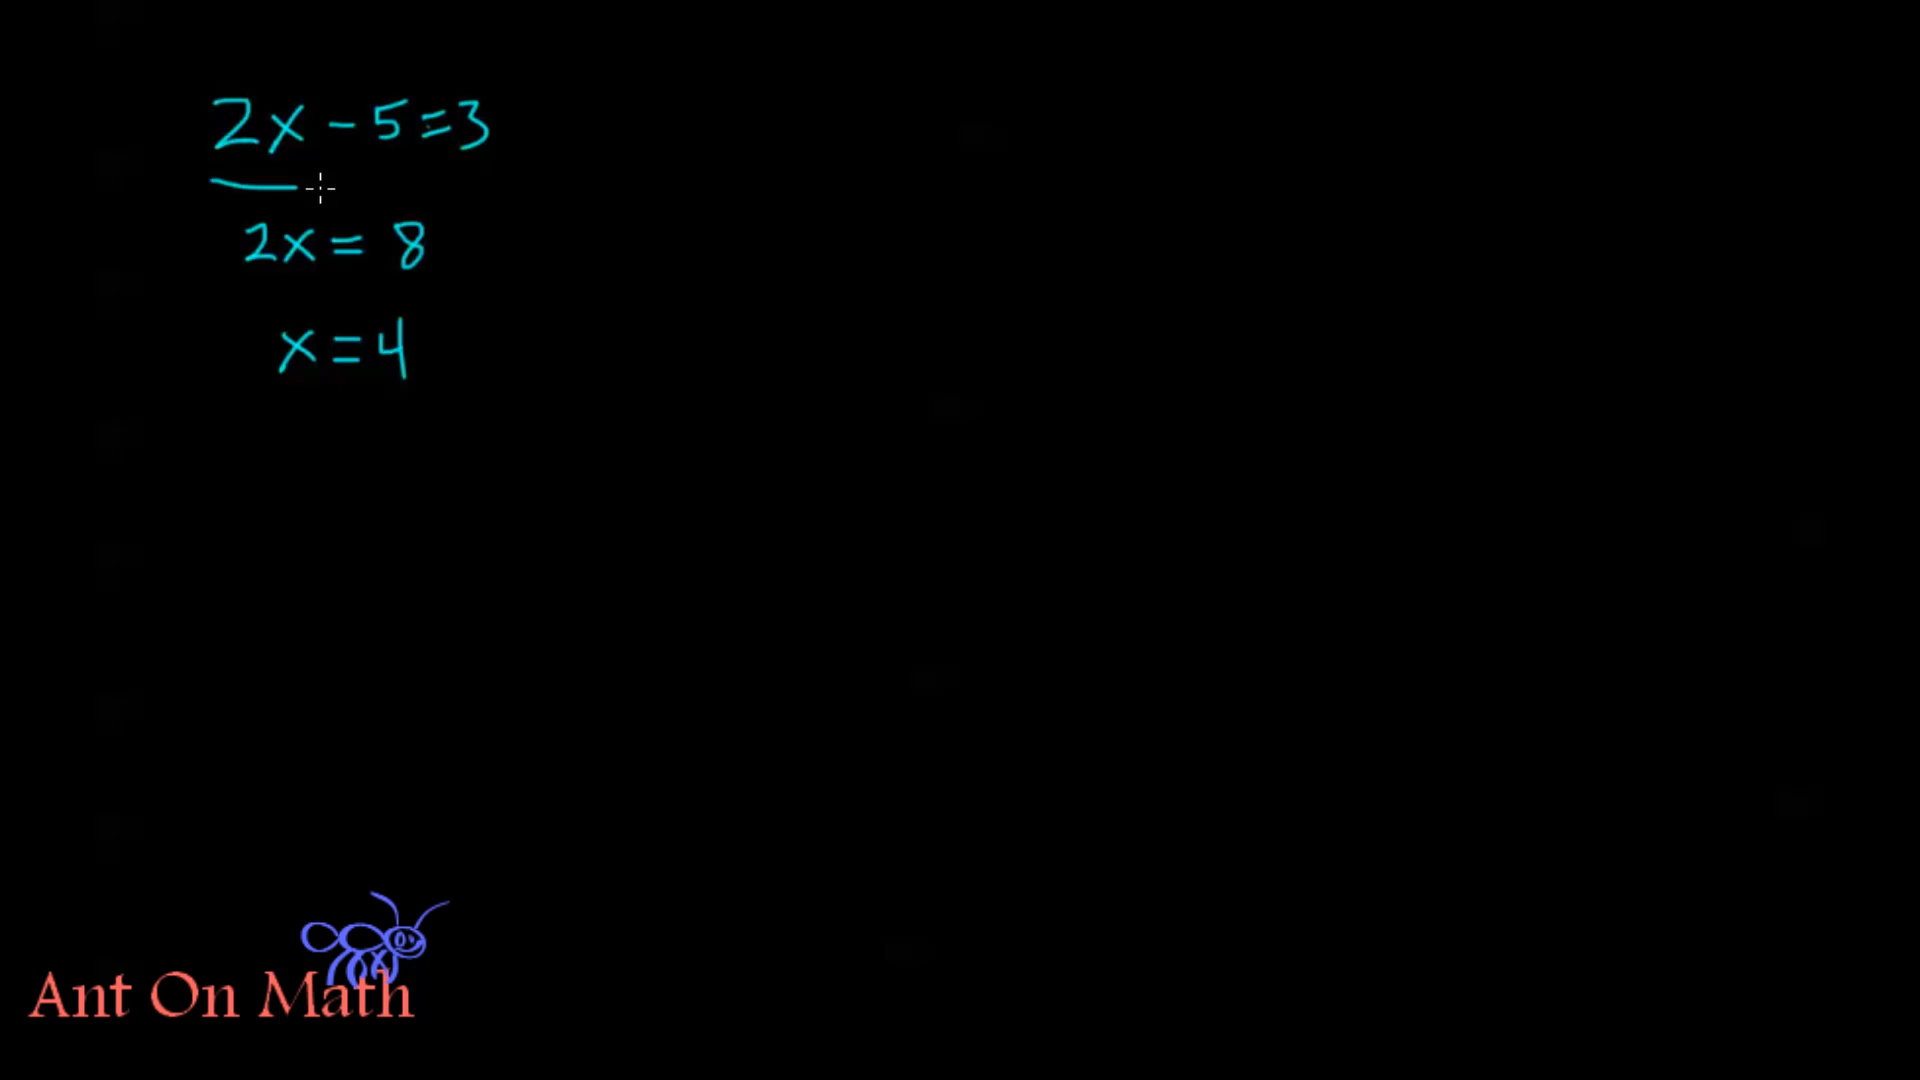 2x - 5 = 3
2x = 8
x = 4
Ant On Math